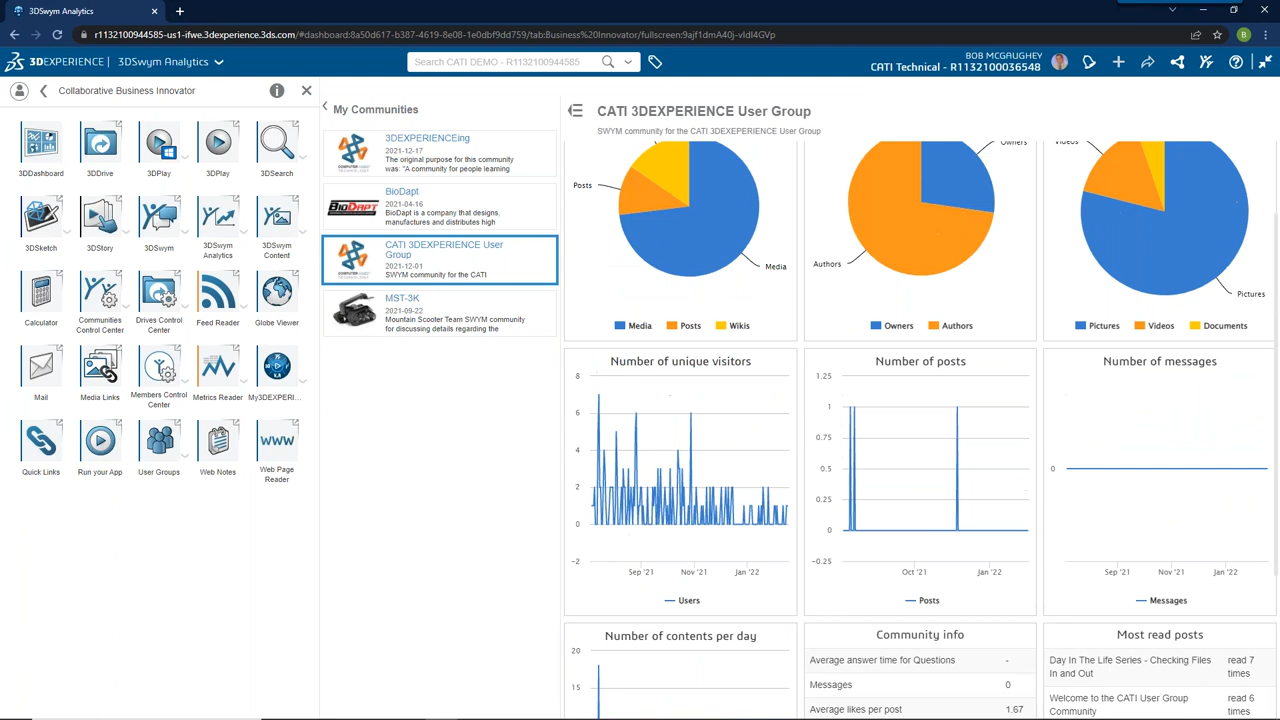 3DSwym Analytics
r1132100944585-us1-ifwe.3dexperience.3ds.com/#dashboard:8a50d617-b387-4619-8e08-1e0dbf9dd759/tab:Business%20Innovator/fullscreen:9ajf1dmA40j-vIdI4GVp
B
3DEXPERIENCE | 3DSwym Analytics
Search CATI DEMO - R1132100944585
BOB MCGAUGHEY
CATI Technical - R1132100036548
Collaborative Business Innovator
3DDashboard
3DDrive
3DPlay
3DPlay
3DSearch
3DSketch
3DStory
3DSwym
3DSwym
Analytics
3DSwym
Content
Calculator
Communities
Control Center
Drives Control
Center
Feed Reader
Globe Viewer
Mail
Media Links
Members Control
Center
Metrics Reader
My3DEXPERI...
Quick Links
Run your App
User Groups
Web Notes
WWW
Web Page
Reader
My Communities
3DEXPERIENCEing
2021-12-17
The original purpose for this community
was: "A community for people learning
BioDapt
BioDapt
2021-04-16
BioDapt is a company that designs,
manufactures and distributes high
CATI 3DEXPERIENCE User
Group
2021-12-01
SWYM community for the CATI
MST-3K
2021-09-22
Mountain Scooter Team SWYM community
for discussing details regarding the
CATI 3DEXPERIENCE User Group
SWYM community for the CATI 3DEXEPERIENCE User Group
Posts
Media
Media Posts Wikis
Owners
Authors
Owners Authors
Videos
Pictures
Pictures Videos Documents
Number of unique visitors
8
6
4
2
0
-2
Sep '21 Nov '21 Jan '22
Users
Number of posts
1.25
1
0.75
0.5
0.25
0
-0.25
Oct '21 Jan '22
Posts
Number of messages
0
Sep '21 Nov '21 Jan '22
Messages
Number of contents per day
20
15
Community info
Average answer time for Questions -
Messages 0
Average likes per post 1.67
Most read posts
Day In The Life Series - Checking Files read 7
In and Out times
Welcome to the CATI User Group read 6
Community times